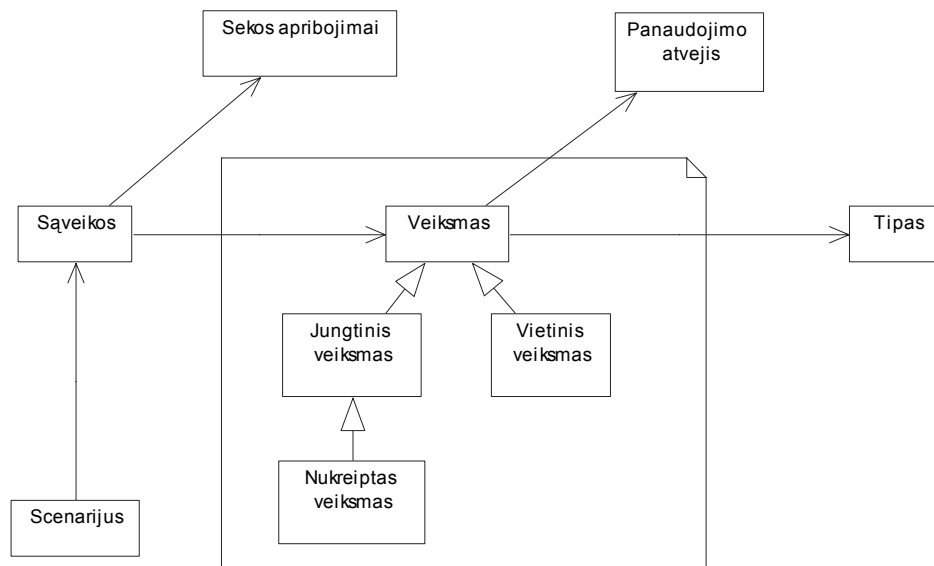 Sekos apribojimai
Panaudojimo
atvejis
Sąveikos
Veiksmas
Tipas
Jungtinis
veiksmas
Vietinis
veiksmas
Nukreiptas
veiksmas
Scenarijus